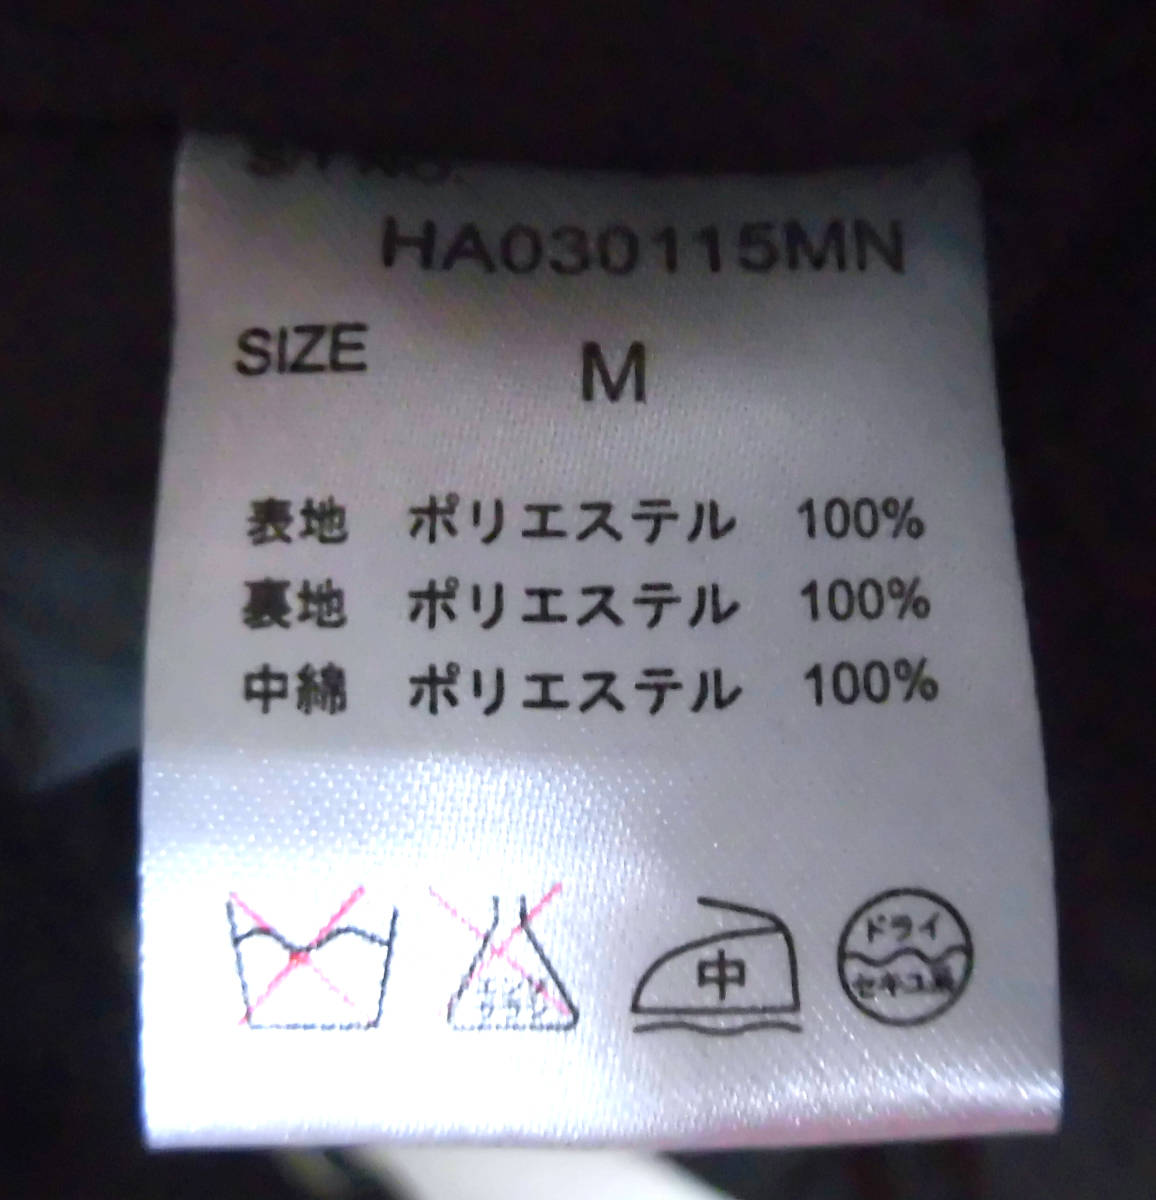 HA030115MN
SIZE M
表地 ポリエステル 100%
裏地 ポリエステル 100%
中綿 ポリエステル 100%
中
ドライ
セキユ系